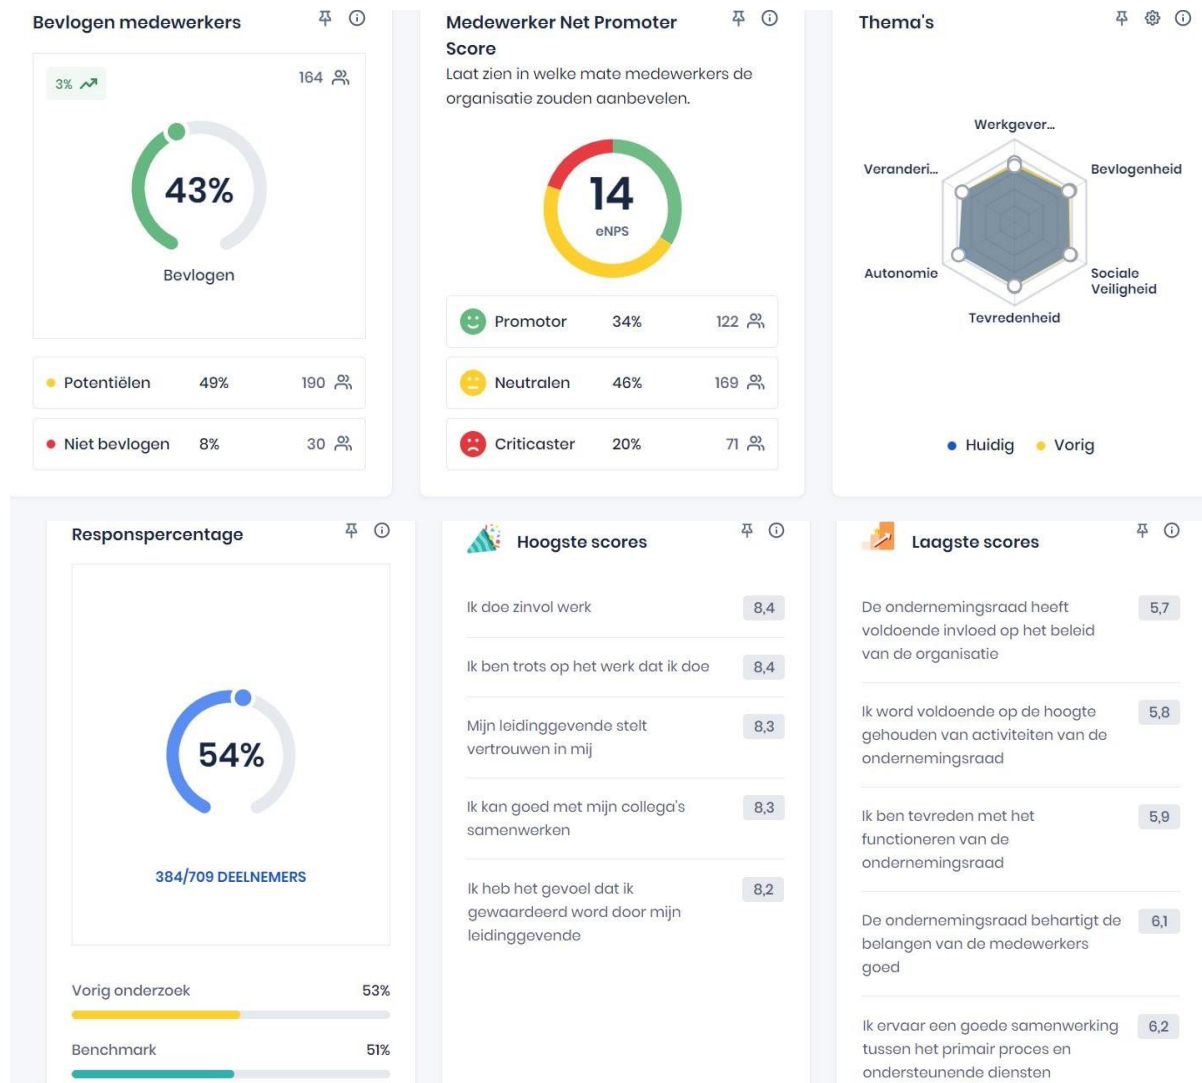 Bevlogen medewerkers
3%
164
43%
Bevlogen
Potentiëlen 49% 190
Niet bevlogen 8% 30
Medewerker Net Promoter
Score
Laat zien in welke mate medewerkers de
organisatie zouden aanbevelen.
14
eNPS
Promotor 34% 122
Neutralen 46% 169
Criticaster 20% 71
Thema's
Werkgever...
Veranderi...
Bevlogenheid
Autonomie
Sociale
Veiligheid
Tevredenheid
Huidig Vorig
Responspercentage
54%
384/709 DEELNEMERS
Vorig onderzoek 53%
Benchmark 51%
Hoogste scores
Ik doe zinvol werk 8,4
Ik ben trots op het werk dat ik doe 8,4
Mijn leidinggevende stelt 8,3
vertrouwen in mij
Ik kan goed met mijn collega's 8,3
samenwerken
Ik heb het gevoel dat ik 8,2
gewaardeerd word door mijn
leidinggevende
Laagste scores
De ondernemingsraad heeft 5,7
voldoende invloed op het beleid
van de organisatie
Ik word voldoende op de hoogte 5,8
gehouden van activiteiten van de
ondernemingsraad
Ik ben tevreden met het 5,9
functioneren van de
ondernemingsraad
De ondernemingsraad behartigt de 6,1
belangen van de medewerkers
goed
Ik ervaar een goede samenwerking 6,2
tussen het primair proces en
ondersteunende diensten